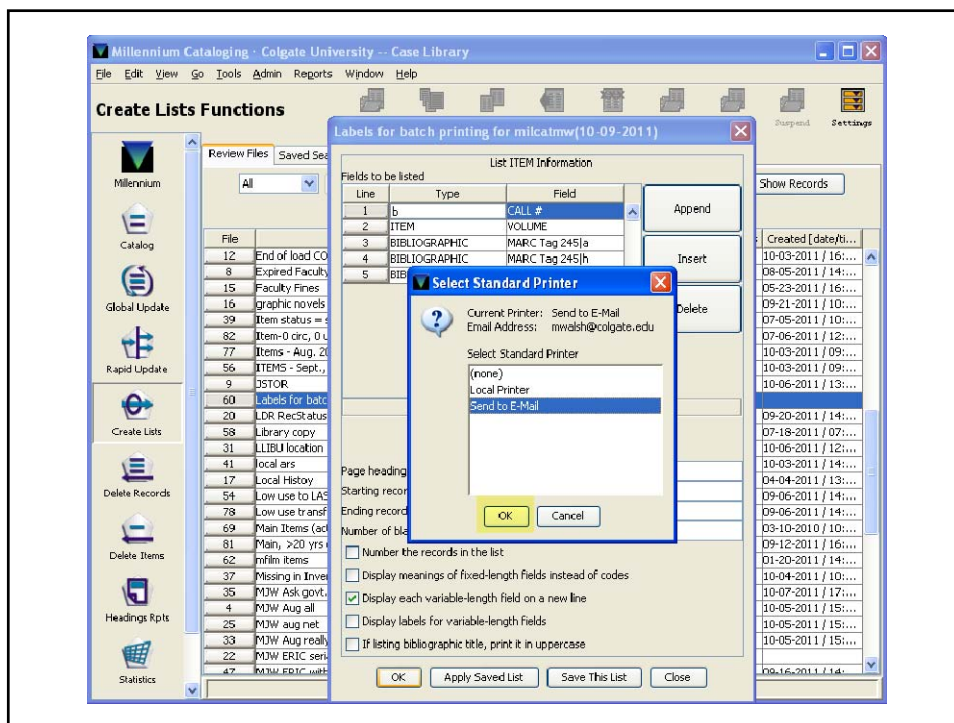 Millennium Cataloging · Colgate University -- Case Library
File Edit View Go Tools Admin Reports Window Help
Create Lists Functions
Suspend
Settings
Millennium
Catalog
Global Update
Rapid Update
Create Lists
Delete Records
Delete Items
Headings Rpts
Statistics
Review Files
Saved Sea
All
Show Records
File
Created [date/ti...
12 End of load CO 10-03-2011 / 16:...
8 Expired Faculty 08-05-2011 / 14:...
15 Faculty Fines 05-23-2011 / 16:...
16 graphic novels 09-21-2011 / 10:...
39 Item status = s 07-05-2011 / 10:...
82 Item-0 circ, 0 u 07-06-2011 / 12:...
77 Items - Aug. 20 10-03-2011 / 09:...
56 ITEMS - Sept., 10-03-2011 / 09:...
9 JSTOR 10-06-2011 / 13:...
60 Labels for batc
20 LDR RecStatus 09-20-2011 / 14:...
58 Library copy 07-18-2011 / 07:...
31 LLIBU location 10-06-2011 / 12:...
41 local ars 10-03-2011 / 14:...
17 Local Histoy 04-04-2011 / 13:...
54 Low use to LAS 09-06-2011 / 14:...
78 Low use transf 09-06-2011 / 14:...
69 Main Items (act 03-10-2010 / 10:...
81 Main, >20 yrs 09-12-2011 / 16:...
62 mfilm items 01-20-2011 / 14:...
37 Missing in Inver 10-04-2011 / 10:...
35 MJW Ask govt. 10-07-2011 / 17:...
4 MJW Aug all 10-05-2011 / 15:...
25 MJW aug net 10-05-2011 / 15:...
33 MJW Aug really 10-05-2011 / 15:...
22 MJW ERIC seri
47 MJW ERIC with 09-16-2011 / 14:
Labels for batch printing for milcatmw(10-09-2011)
List ITEM Information
Fields to be listed
Line Type Field
1 b CALL #
2 ITEM VOLUME
3 BIBLIOGRAPHIC MARC Tag 245|a
4 BIBLIOGRAPHIC MARC Tag 245|h
5 BIB
Append
Insert
Delete
Page heading
Starting recor
Ending record
Number of bla
Number the records in the list
Display meanings of fixed-length fields instead of codes
Display each variable-length field on a new line
Display labels for variable-length fields
If listing bibliographic title, print it in uppercase
OK Apply Saved List Save This List Close
Select Standard Printer
Current Printer: Send to E-Mail
Email Address: mwalsh@colgate.edu
Select Standard Printer
(none)
Local Printer
Send to E-Mail
OK Cancel